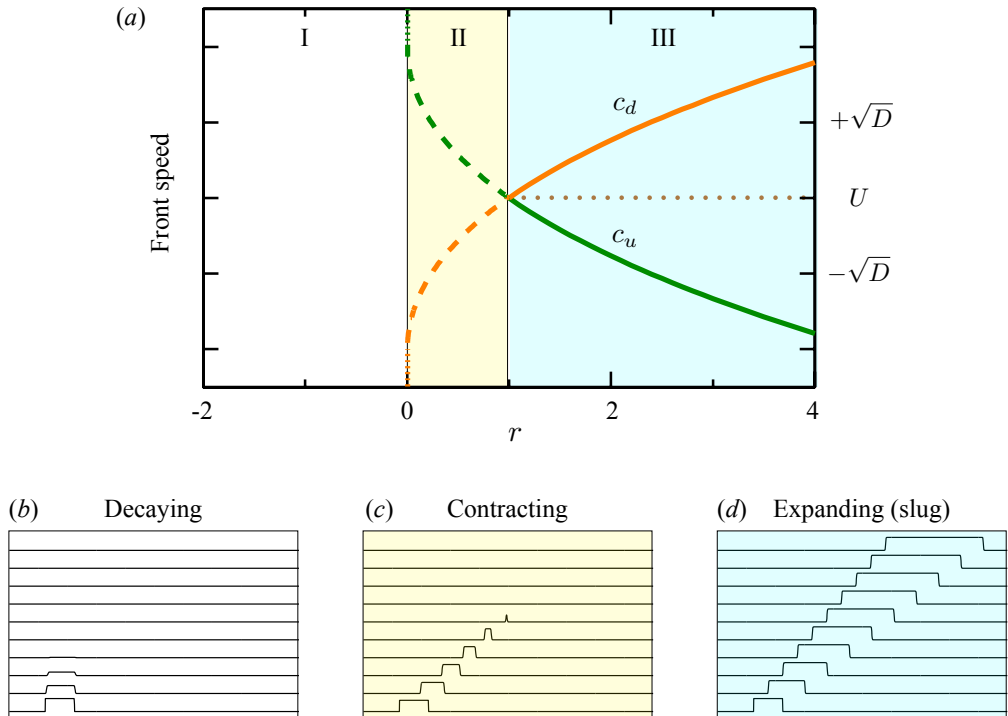 (a)
I II III
Front speed
c_d
c_u
+√D
U
−√D
-2 0 2 4
r
(b) Decaying
(c) Contracting
(d) Expanding (slug)